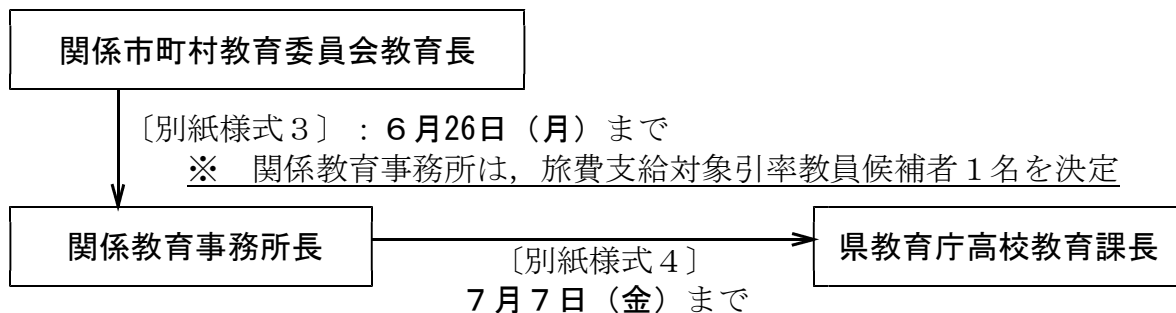 関係市町村教育委員会教育長
〔別紙様式３〕：６月26日（月）まで
※　関係教育事務所は，旅費支給対象引率教員候補者１名を決定
関係教育事務所長
県教育庁高校教育課長
〔別紙様式４〕
７月７日（金）まで